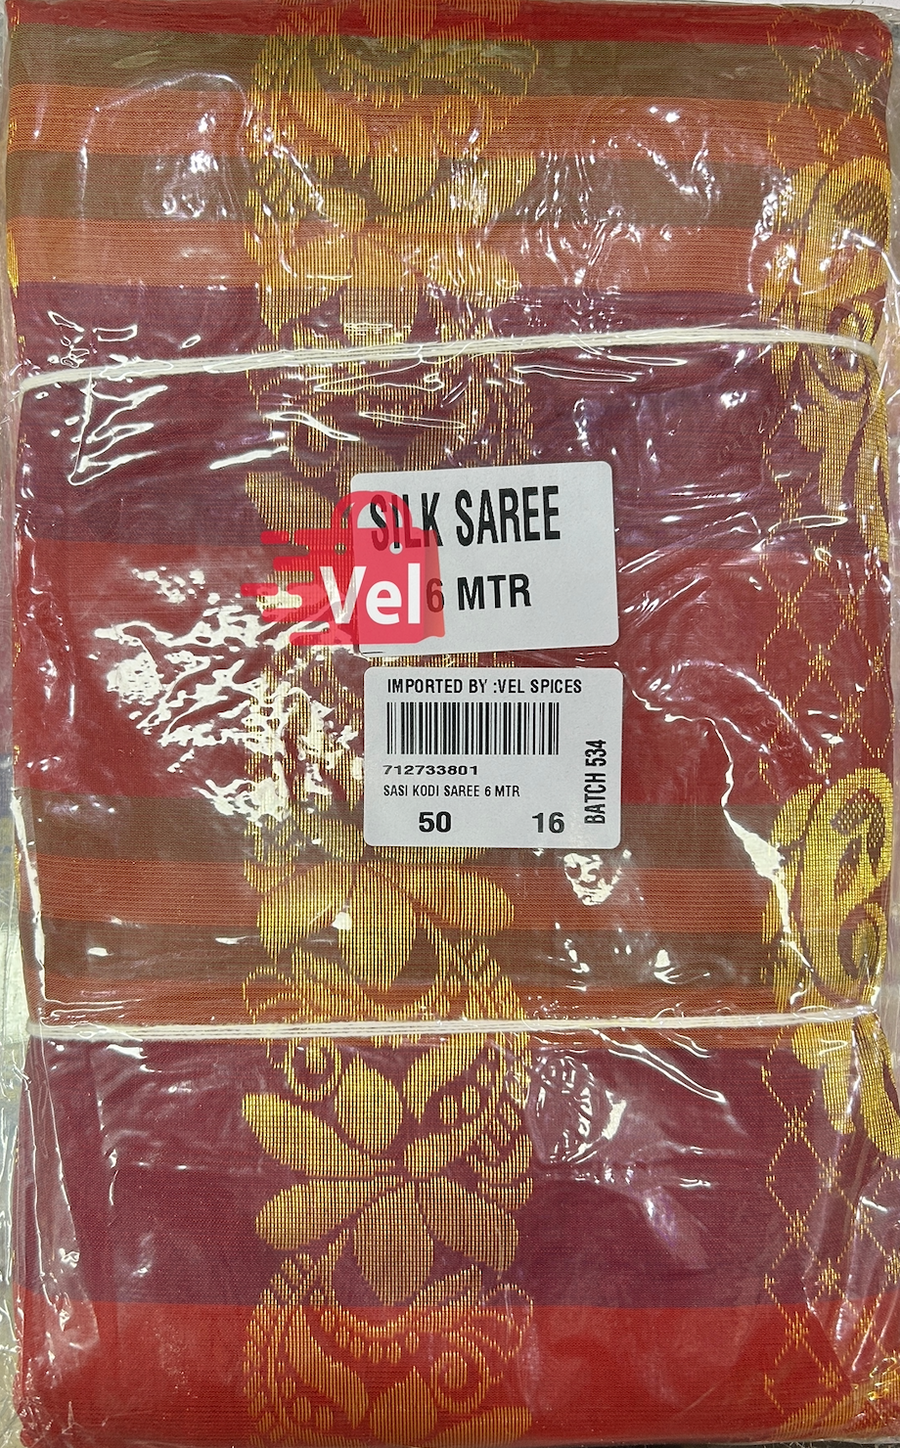 SILK SAREE
6 MTR
Vel
IMPORTED BY :VEL SPICES
712733801
SASI KODI SAREE 6 MTR
50 16
BATCH 534